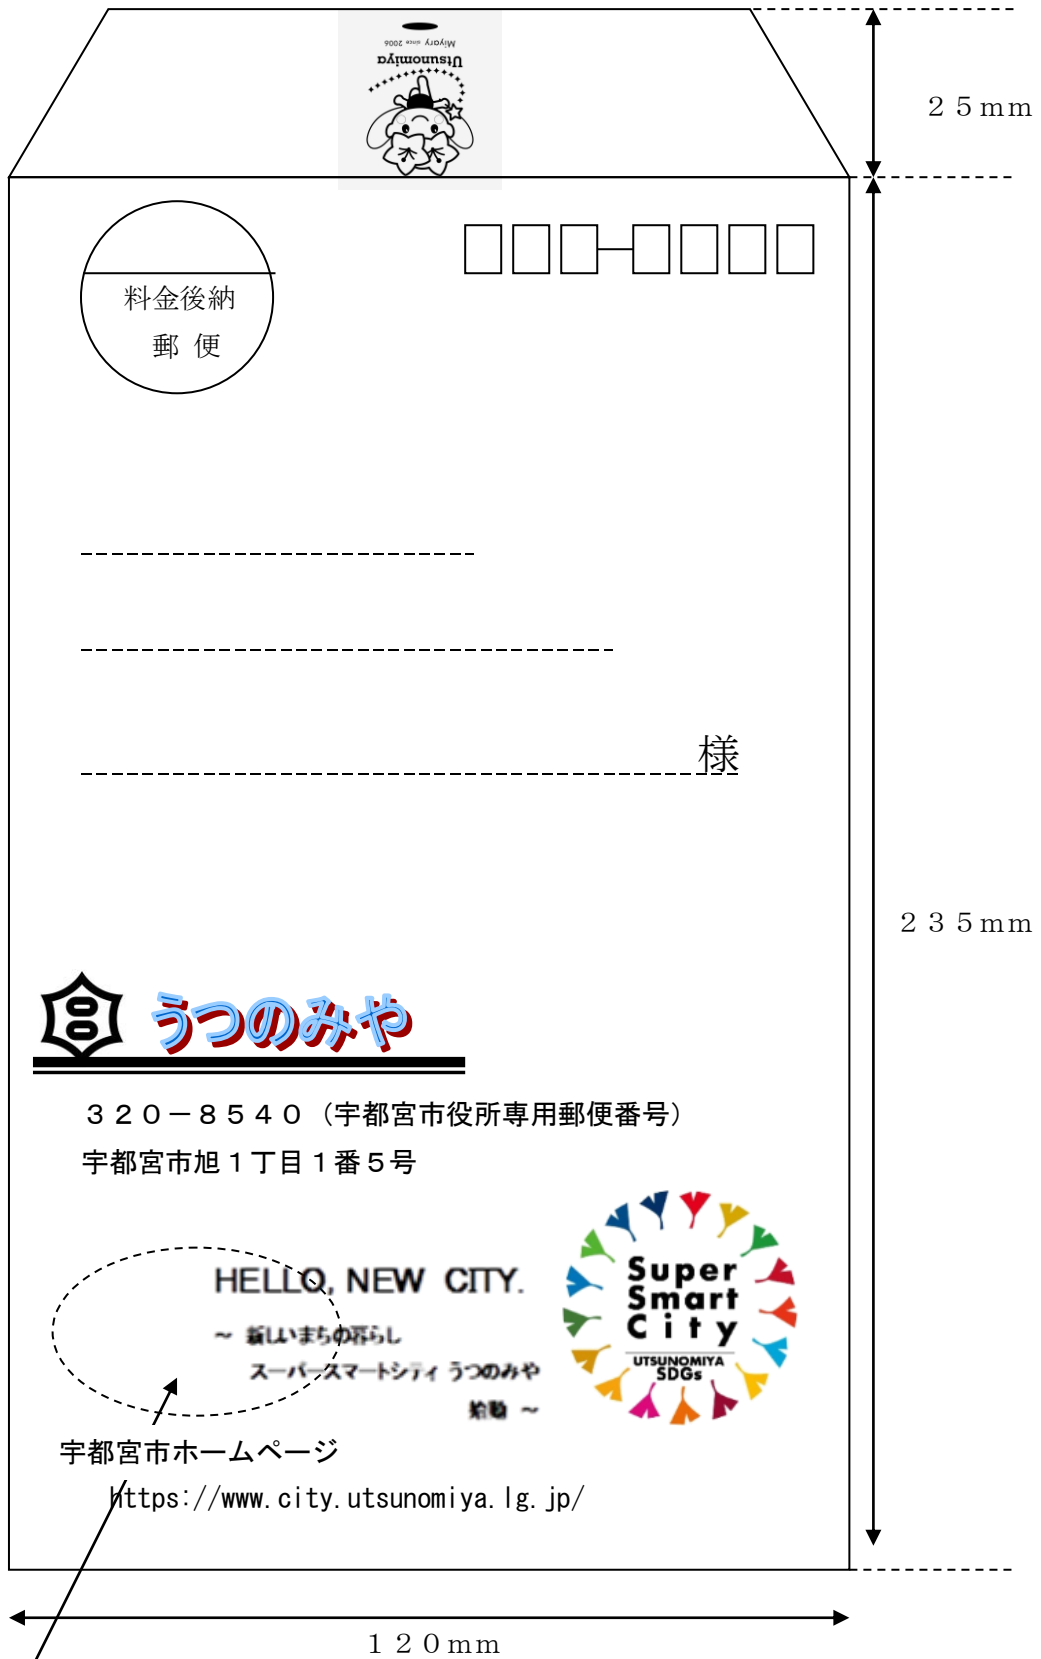 Miyary since 2006
Utsunomiya
２５mm
料金後納
郵 便
様
２３５mm
うつのみや
３２０－８５４０（宇都宮市役所専用郵便番号）
宇都宮市旭１丁目１番５号
HELLO, NEW CITY.
～ 新しいまちの暮らし
スーパースマートシティ うつのみや
始動 ～
Super
Smart
City
UTSUNOMIYA
SDGs
宇都宮市ホームページ
https://www.city.utsunomiya.lg.jp/
１２０mm